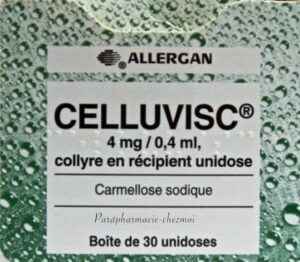 ALLERGAN
CELLUVISC®
4 mg / 0,4 ml,
collyre en récipient unidose
Carmellose sodique
Parapharmacie-chezmoi
Boîte de 30 unidoses